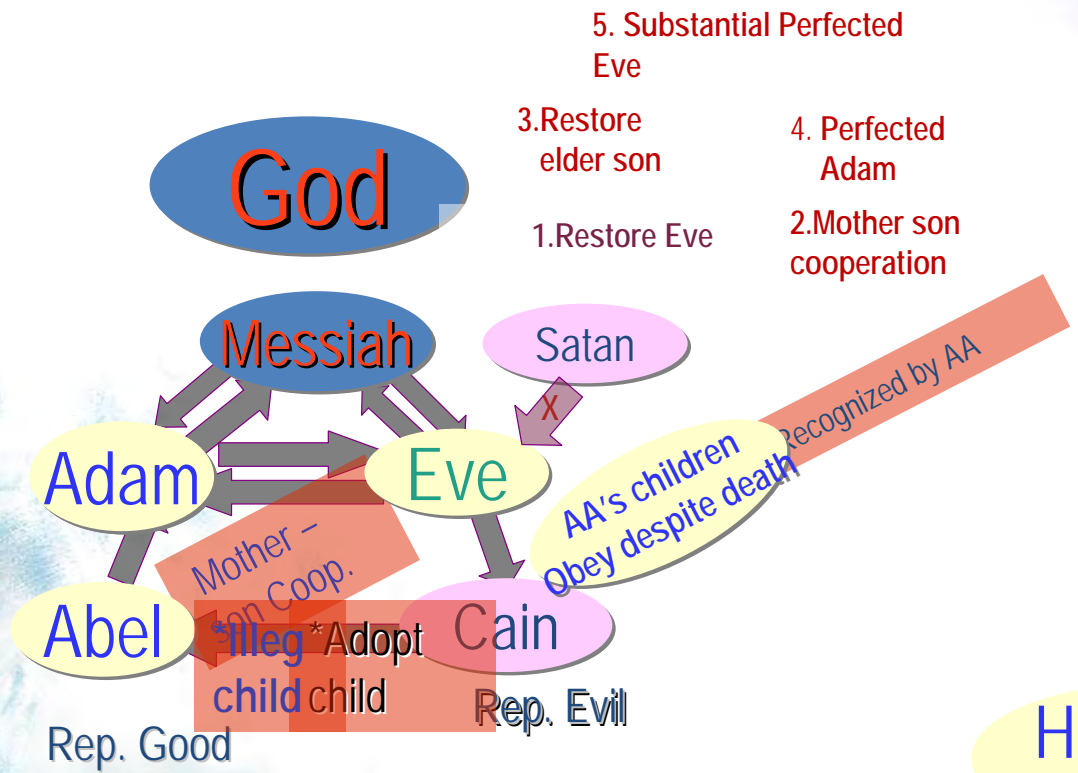 5. Substantial Perfected
Eve
3.Restore
elder son
4. Perfected
Adam
1.Restore Eve
2.Mother son
cooperation
God
Messiah
Satan
X
Recognized by AA
Adam
Eve
AA's children
Obey despite death
Mother –
son Coop.
Abel
*Illeg *Adopt
child child
Cain
Rep. Evil
Rep. Good
H